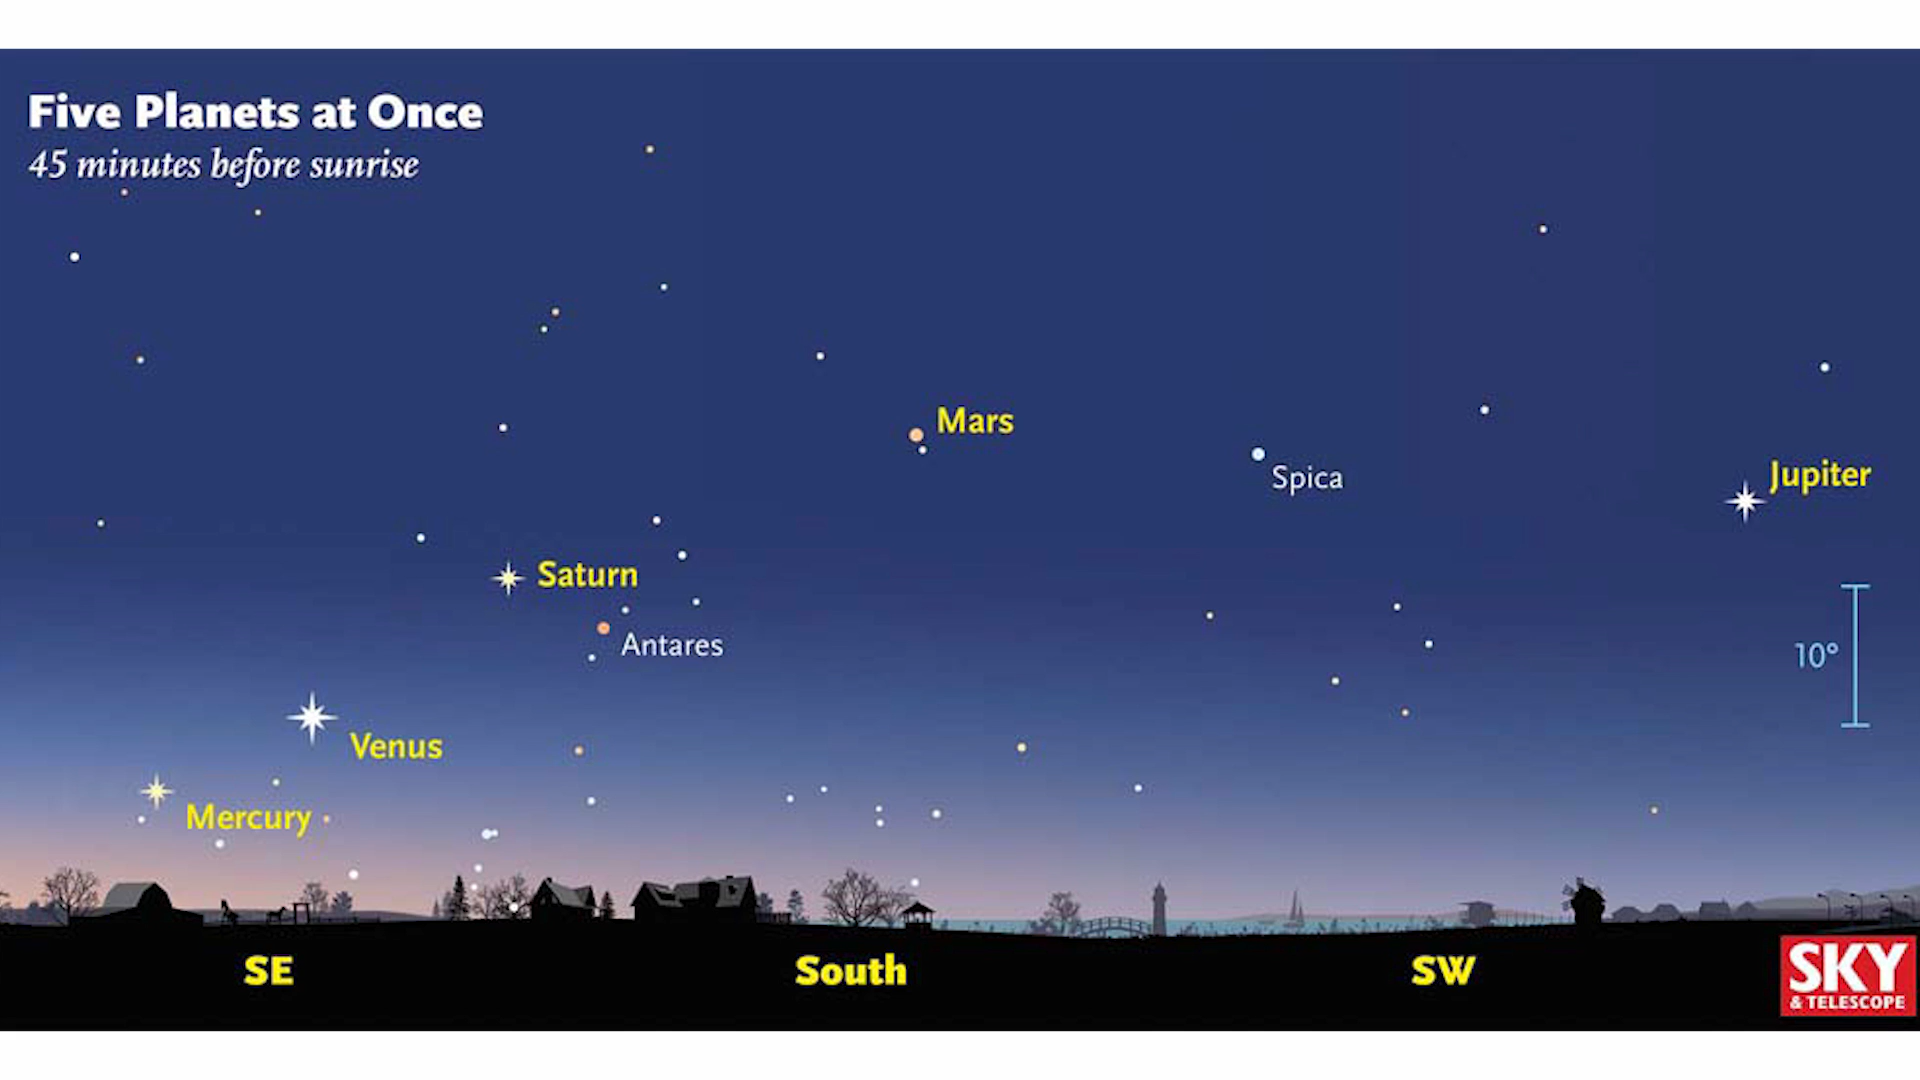 Five Planets at Once
45 minutes before sunrise
Mars
Spica
Jupiter
Saturn
Antares
10°
Venus
Mercury
SE
South
SW
SKY
& TELESCOPE